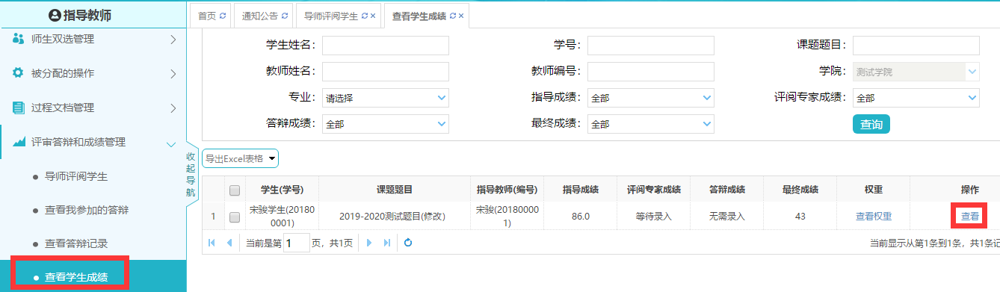 指导教师
首页
通知公告
导师评阅学生
查看学生成绩
师生双选管理
被分配的操作
过程文档管理
评审答辩和成绩管理
导师评阅学生
查看我参加的答辩
查看答辩记录
查看学生成绩
收起导航
学生姓名：
学号：
课题题目：
教师姓名：
教师编号：
学院： 测试学院
专业： 请选择
指导成绩： 全部
评阅专家成绩： 全部
答辩成绩： 全部
最终成绩： 全部
查询
导出Excel表格
学生(学号) 课题题目 指导教师(编号) 指导成绩 评阅专家成绩 答辩成绩 最终成绩 权重 操作
1 宋骏学生(20180 0001) 2019-2020测试题目(修改) 宋骏(20180000 1) 86.0 等待录入 无需录入 43 查看权重 查看
当前是第 1 页，共1页
当前显示从第1条到1条，共1条记